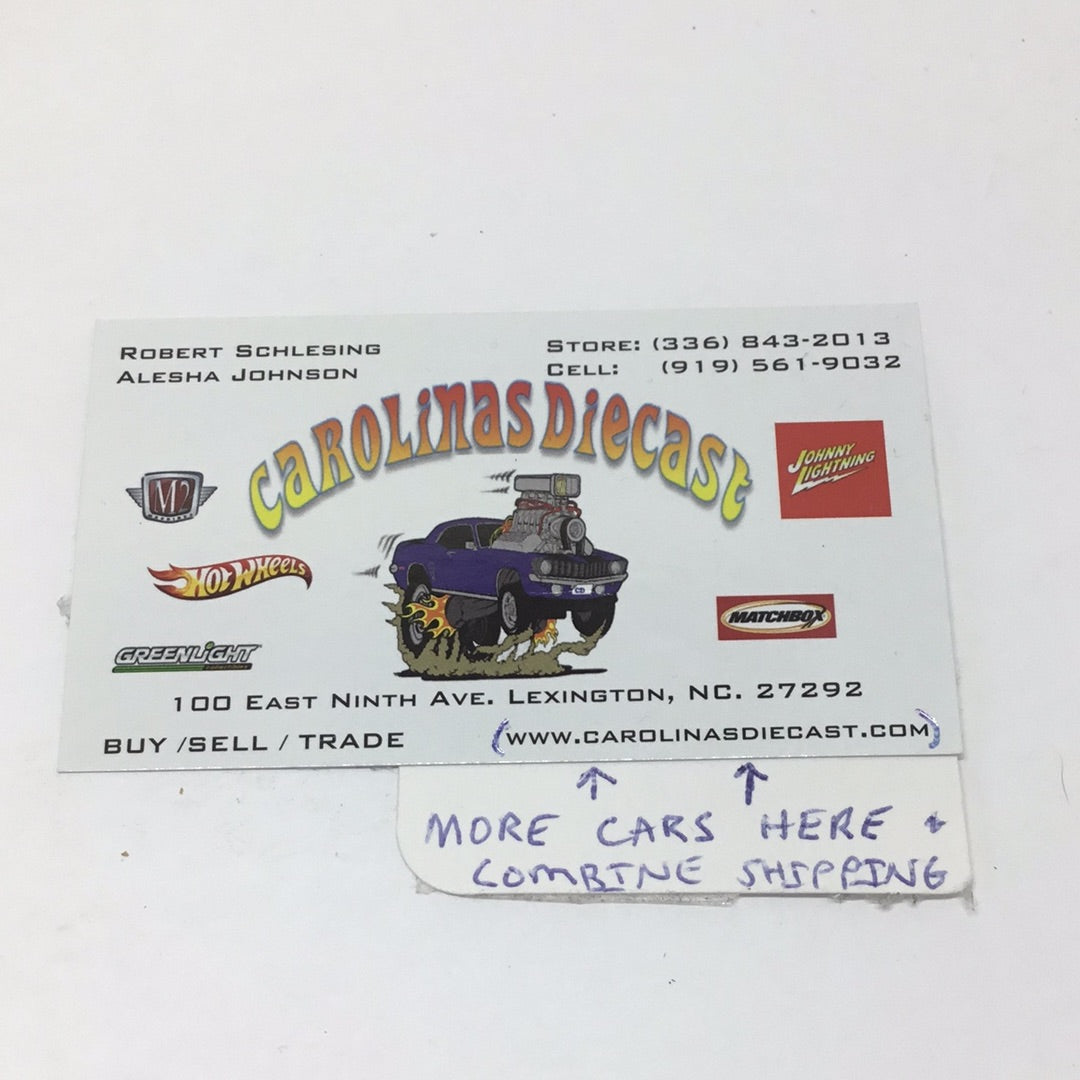 ROBERT SCHLESING
ALESHA JOHNSON
STORE: (336) 843-2013
CELL: (919) 561-9032
CAROLINAS DIECAST
M2
JOHNNY
LIGHTNING
HOT WHEELS
MATCHBOX
GREENLIGHT
CD
100 EAST NINTH AVE. LEXINGTON, NC. 27292
BUY /SELL / TRADE
(WWW.CAROLINASDIECAST.COM)
↑ ↑
MORE CARS HERE +
COMBINE SHIPPING